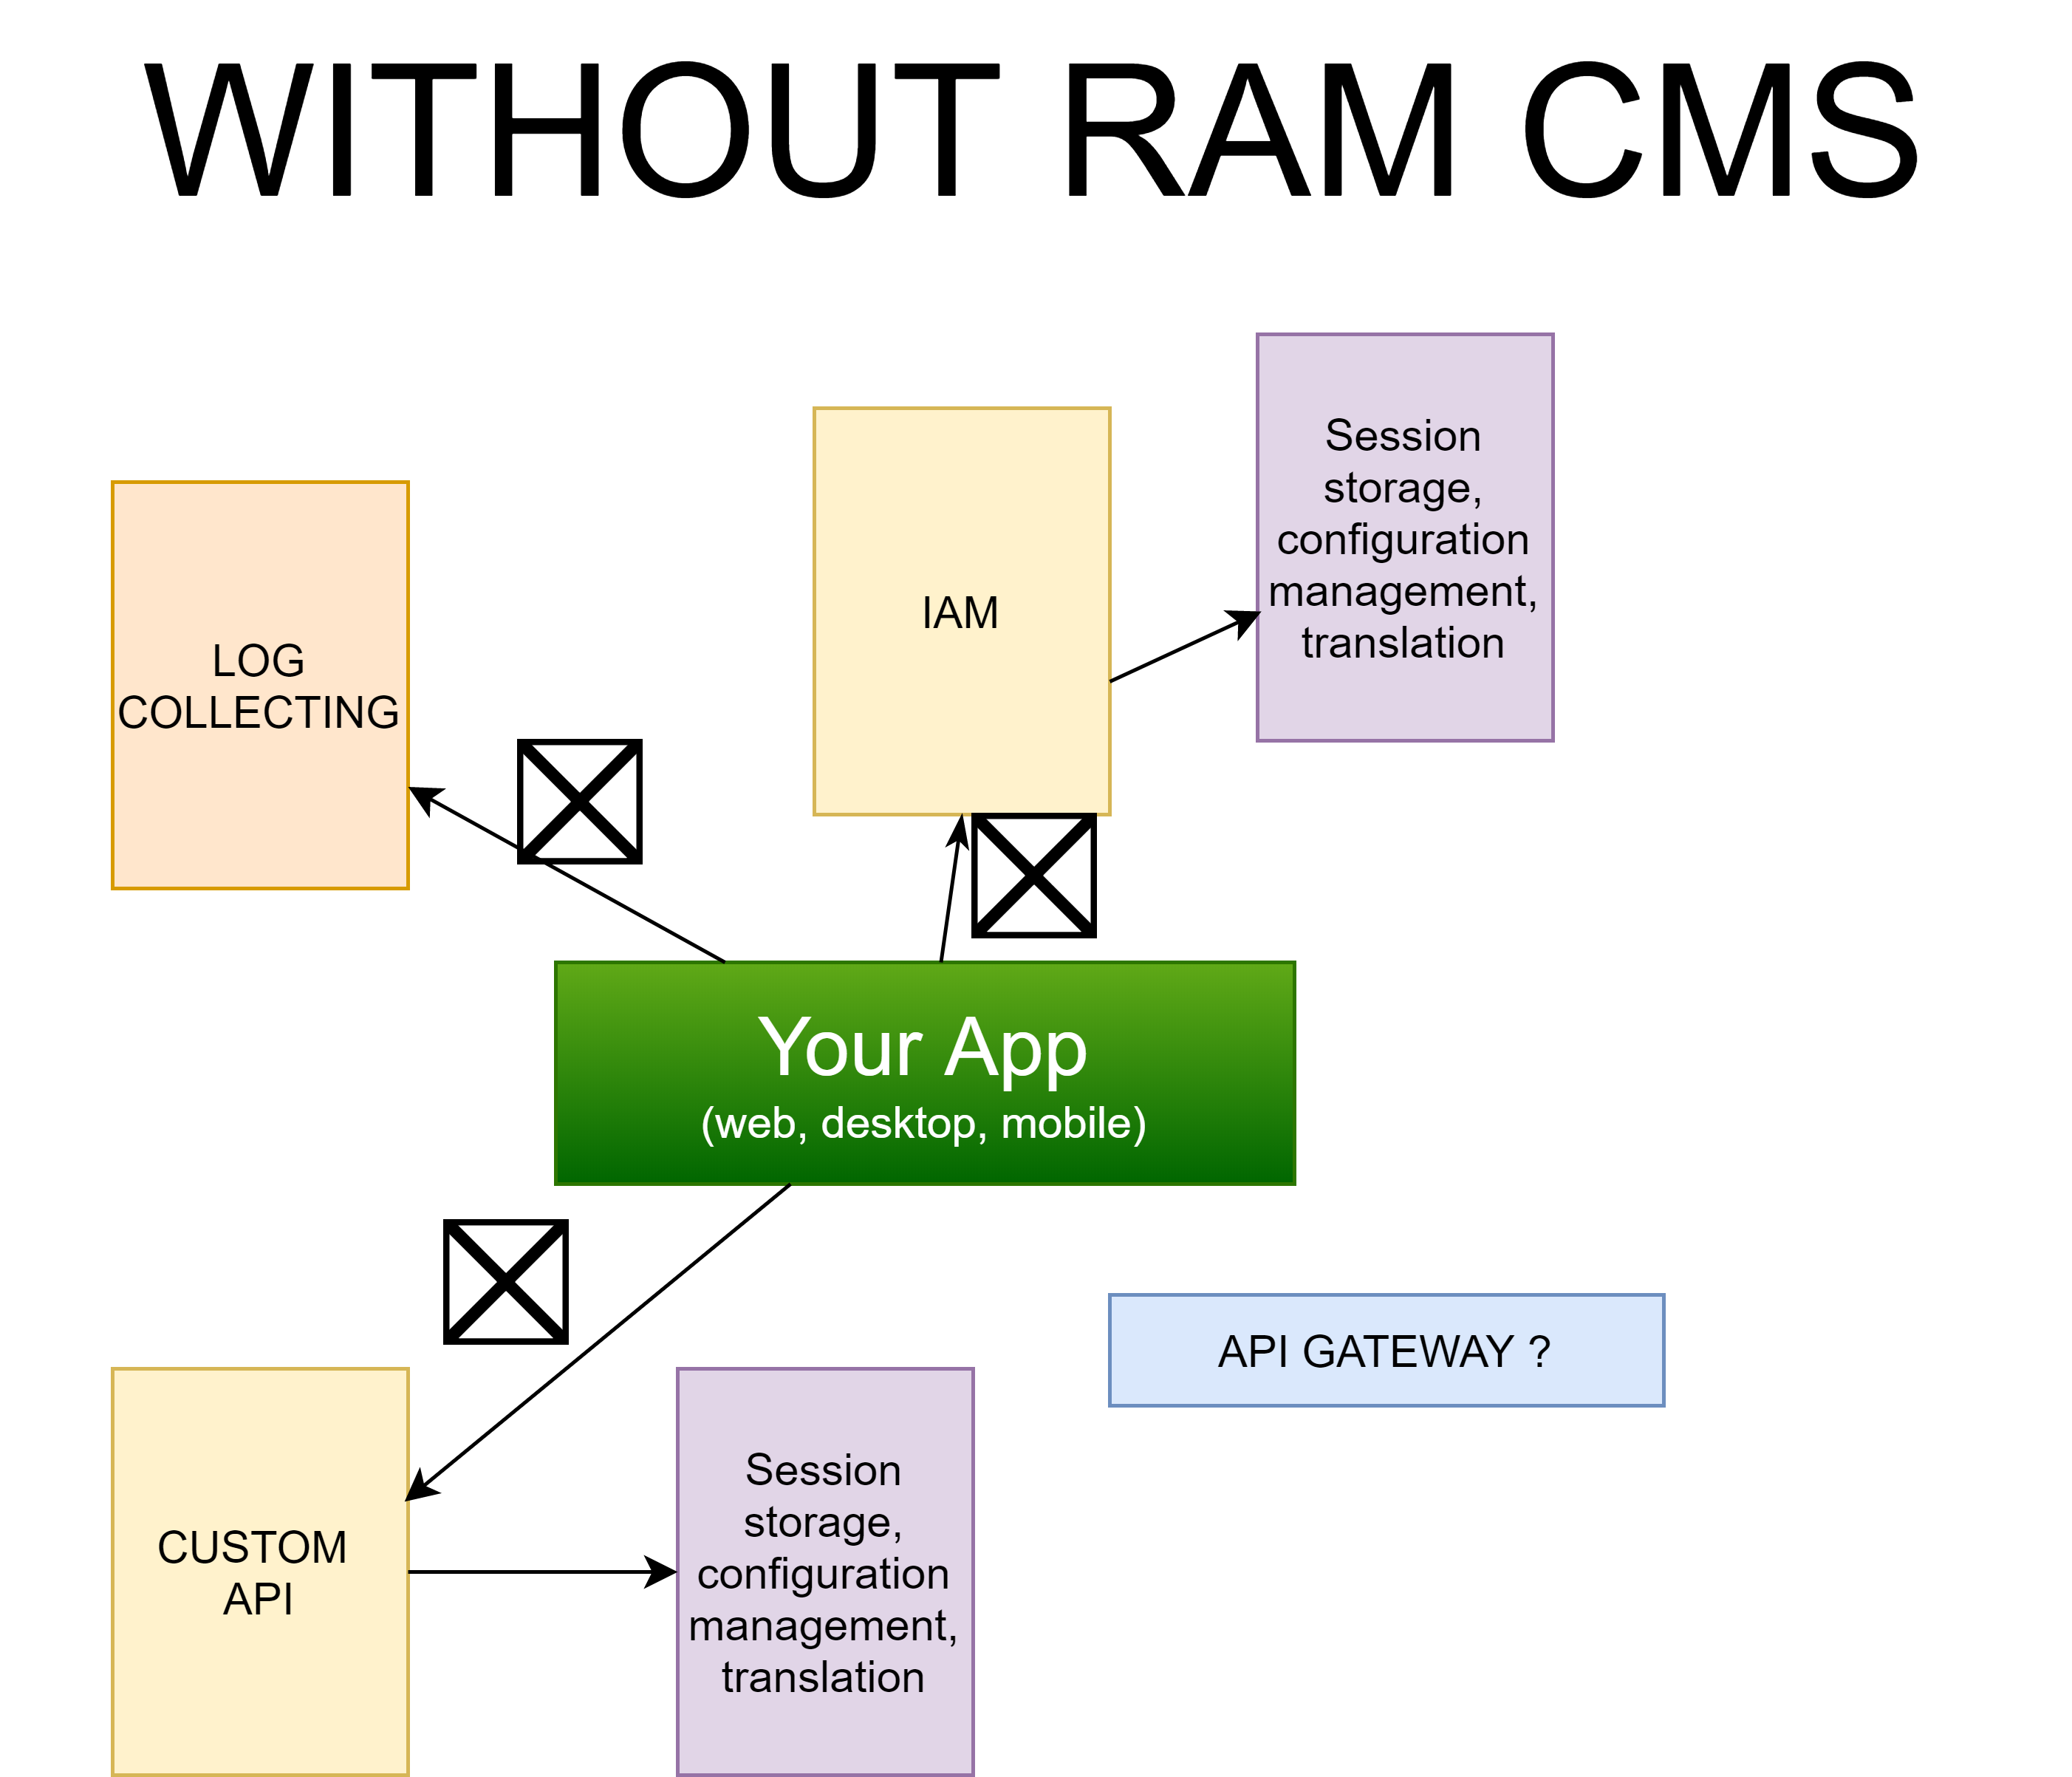 WITHOUT RAM CMS
Session
storage,
configuration
management,
translation
IAM
LOG
COLLECTING
Your App
(web, desktop, mobile)
API GATEWAY ?
CUSTOM
API
Session
storage,
configuration
management,
translation